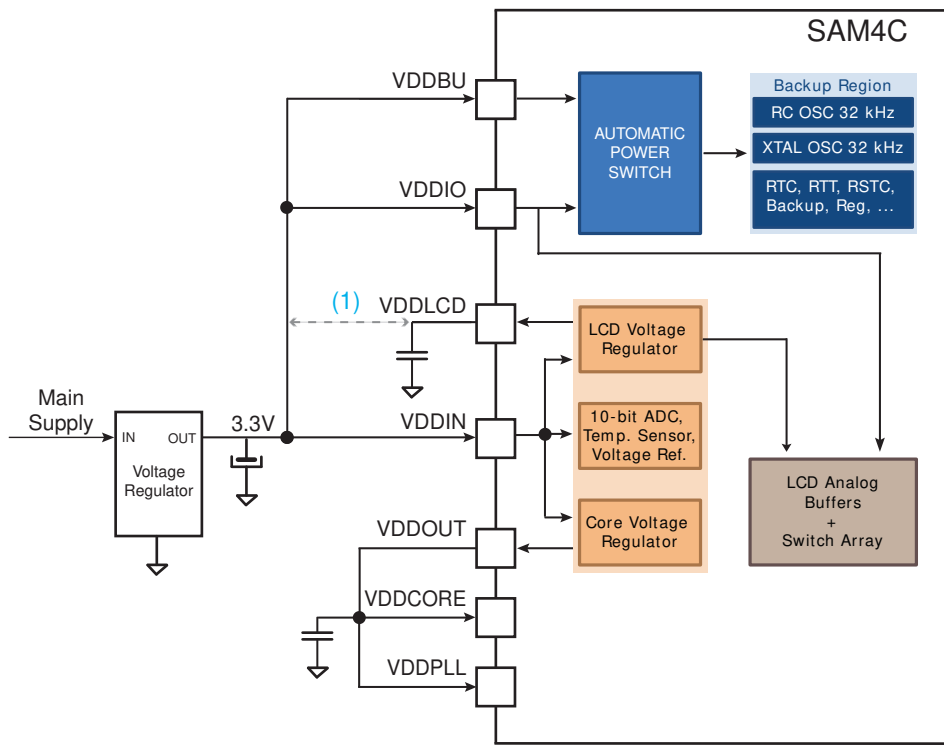 SAM4C
VDDBU
AUTOMATIC
POWER
SWITCH
Backup Region
RC OSC 32 kHz
XTAL OSC 32 kHz
RTC, RTT, RSTC,
Backup, Reg, ...
VDDIO
(1)
VDDLCD
LCD Voltage
Regulator
Main
Supply
IN
OUT
Voltage
Regulator
3.3V
VDDIN
10-bit ADC,
Temp. Sensor,
Voltage Ref.
LCD Analog
Buffers
+
Switch Array
VDDOUT
Core Voltage
Regulator
VDDCORE
VDDPLL